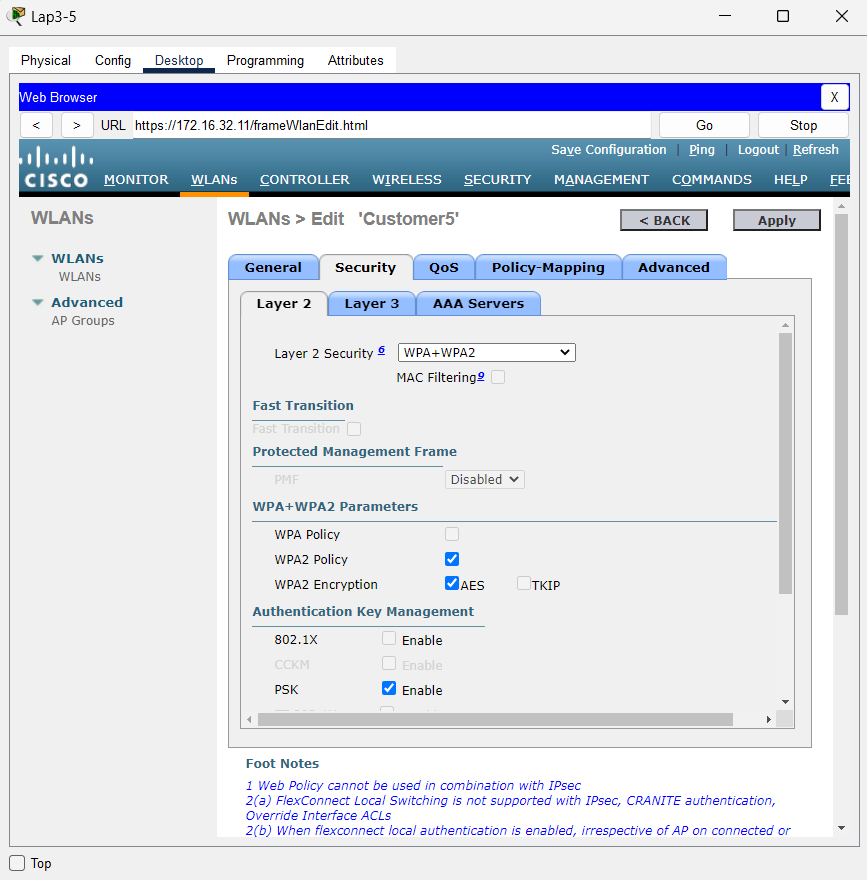 Lap3-5
Physical Config Desktop Programming Attributes
Web Browser X
< > URL https://172.16.32.11/frameWlanEdit.html Go Stop
Save Configuration | Ping | Logout | Refresh
CISCO MONITOR WLANs CONTROLLER WIRELESS SECURITY MANAGEMENT COMMANDS HELP FEE
WLANs
WLANs
WLANs
Advanced
AP Groups
WLANs > Edit 'Customer5' < BACK Apply
General Security QoS Policy-Mapping Advanced
Layer 2 Layer 3 AAA Servers
Layer 2 Security 6 WPA+WPA2
MAC Filtering9
Fast Transition
Fast Transition
Protected Management Frame
PMF Disabled
WPA+WPA2 Parameters
WPA Policy
WPA2 Policy
WPA2 Encryption AES TKIP
Authentication Key Management
802.1X Enable
CCKM Enable
PSK Enable
Foot Notes
1 Web Policy cannot be used in combination with IPsec
2(a) FlexConnect Local Switching is not supported with IPsec, CRANITE authentication,
Override Interface ACLs
2(b) When flexconnect local authentication is enabled, irrespective of AP on connected or
Top